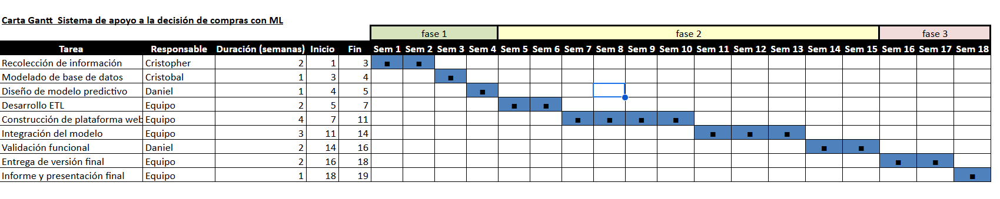 Carta Gantt  Sistema de apoyo a la decisión de compras con ML
fase 1 fase 2 fase 3
Tarea Responsable Duración (semanas) Inicio Fin Sem 1 Sem 2 Sem 3 Sem 4 Sem 5 Sem 6 Sem 7 Sem 8 Sem 9 Sem 10 Sem 11 Sem 12 Sem 13 Sem 14 Sem 15 Sem 16 Sem 17 Sem 18
Recolección de información Cristopher 2 1 3 ■ ■
Modelado de base de datos Cristobal 1 3 4 ■
Diseño de modelo predictivo Daniel 1 4 5 ■
Desarrollo ETL Equipo 2 5 7 ■ ■
Construcción de plataforma web Equipo 4 7 11 ■ ■ ■ ■
Integración del modelo Equipo 3 11 14 ■ ■ ■
Validación funcional Daniel 2 14 16 ■ ■
Entrega de versión final Equipo 2 16 18 ■ ■
Informe y presentación final Equipo 1 18 19 ■